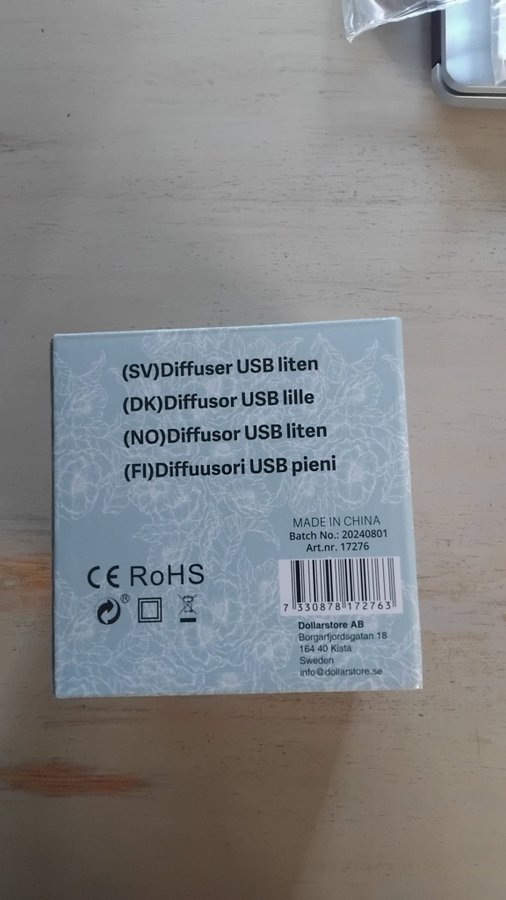 (SV)Diffuser USB liten
(DK)Diffusor USB lille
(NO)Diffusor USB liten
(FI)Diffuusori USB pieni
MADE IN CHINA
Batch No.: 20240801
Art.nr. 17276
CE RoHS
®
7 330878 172763
Dollarstore AB
Borgarfjordsgatan 18
164 40 Kista
Sweden
info@dollarstore.se